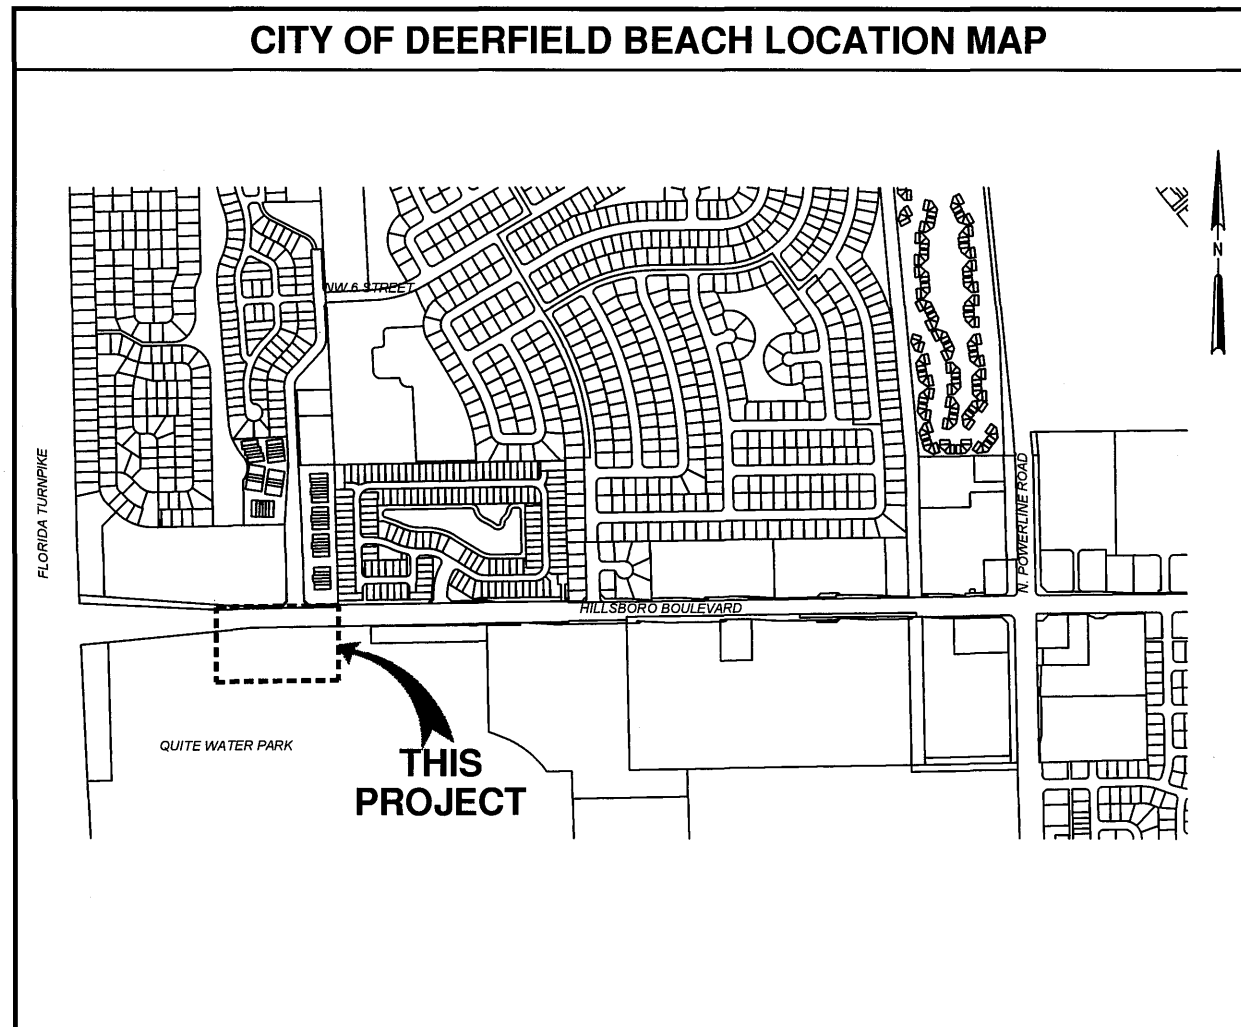 CITY OF DEERFIELD BEACH LOCATION MAP
N
NW 6 STREET
FLORIDA TURNPIKE
N. POWERLINE ROAD
HILLSBORO BOULEVARD
QUITE WATER PARK
THIS
PROJECT